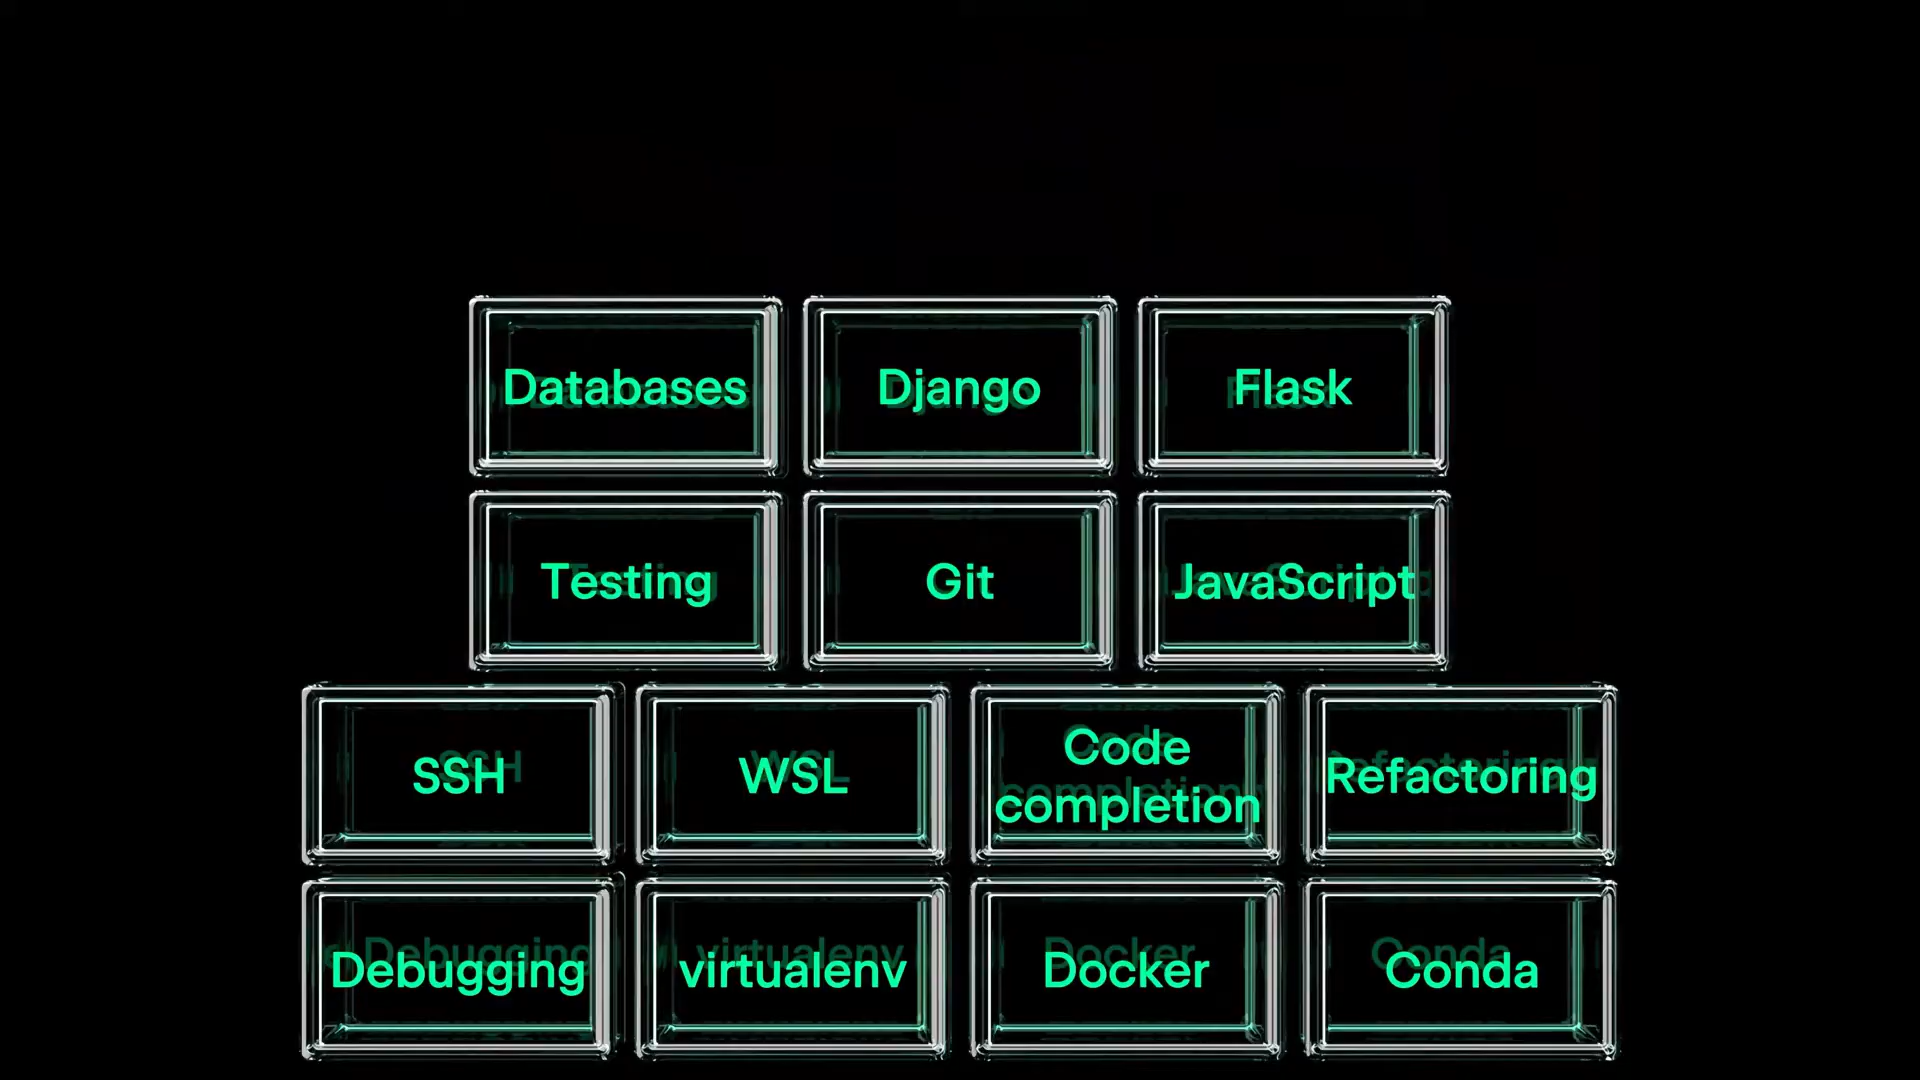 Databases
Django
Flask
Testing
Git
JavaScript
SSH
WSL
Code
completion
Refactoring
Debugging
virtualenv
Docker
Conda